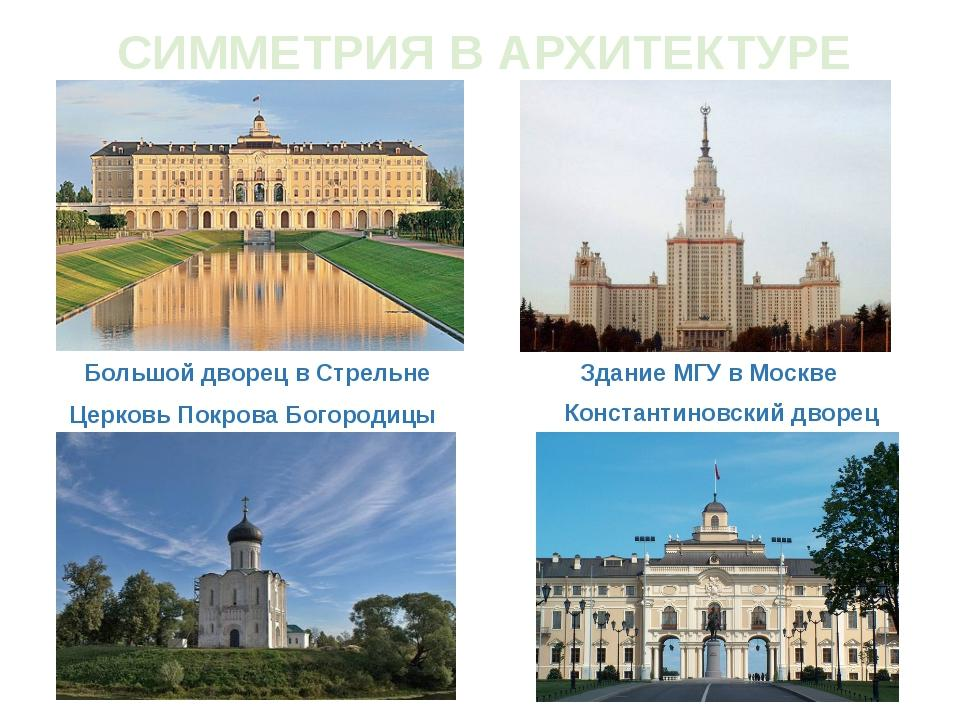 СИММЕТРИЯ В АРХИТЕКТУРЕ
Большой дворец в Стрельне
Здание МГУ в Москве
Церковь Покрова Богородицы
Константиновский дворец